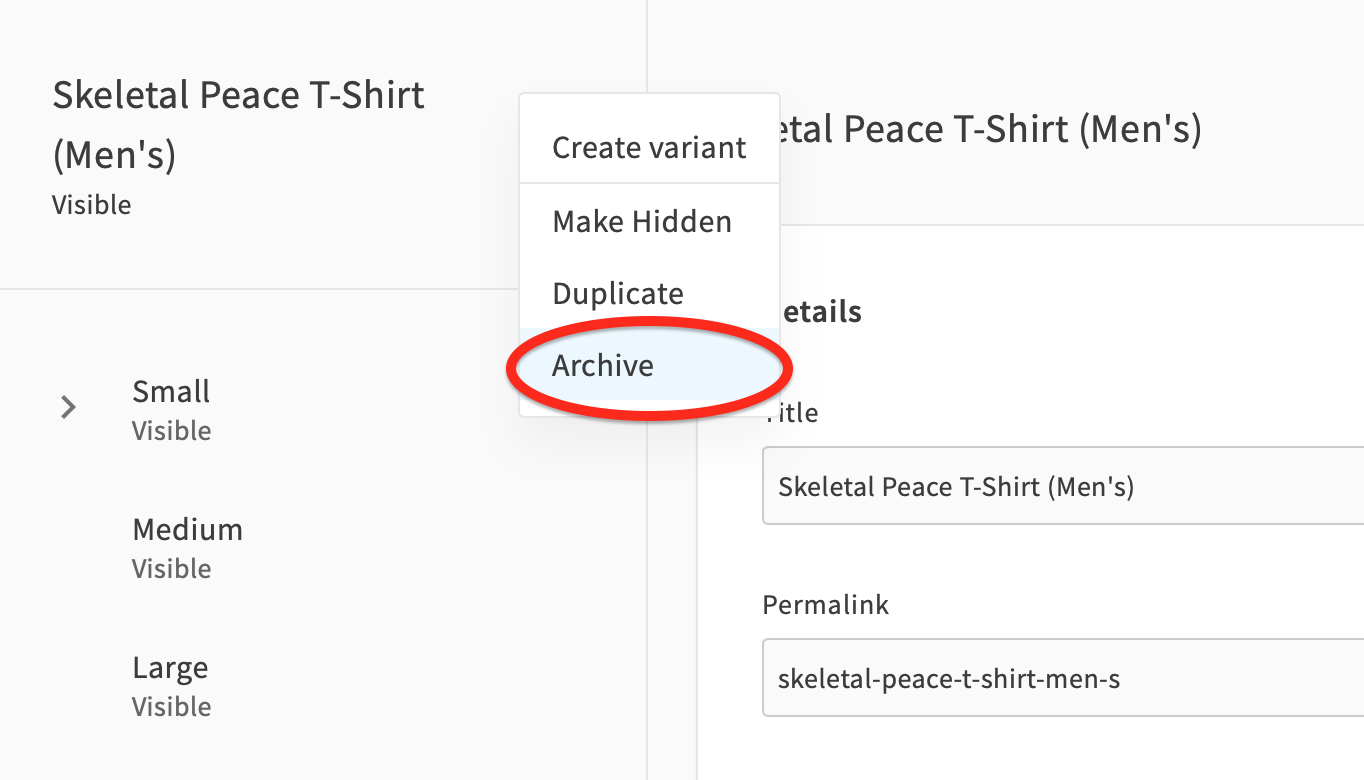 Skeletal Peace T-Shirt
(Men's)
Visible
Create variant
Make Hidden
Duplicate
Archive
Small
Visible
Medium
Visible
Large
Visible
etal Peace T-Shirt (Men's)
etails
Title
Skeletal Peace T-Shirt (Men's)
Permalink
skeletal-peace-t-shirt-men-s